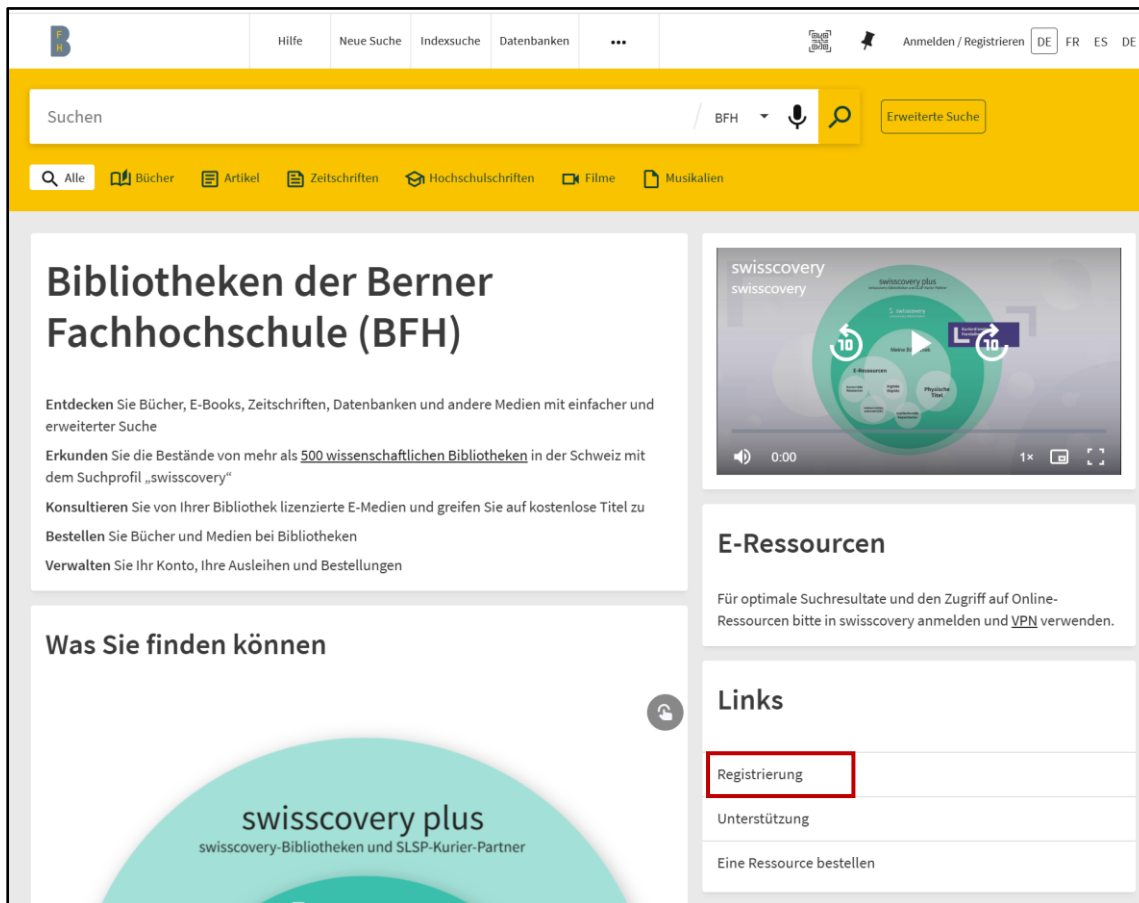 B
F
H
Hilfe
Neue Suche
Indexsuche
Datenbanken
•••
Anmelden / Registrieren
DE
FR
ES
DE
Suchen
BFH
Erweiterte Suche
Alle
Bücher
Artikel
Zeitschriften
Hochschulschriften
Filme
Musikalien
Bibliotheken der Berner
Fachhochschule (BFH)
Entdecken Sie Bücher, E-Books, Zeitschriften, Datenbanken und andere Medien mit einfacher und
erweiterter Suche
Erkunden Sie die Bestände von mehr als 500 wissenschaftlichen Bibliotheken in der Schweiz mit
dem Suchprofil „swisscovery“
Konsultieren Sie von Ihrer Bibliothek lizenzierte E-Medien und greifen Sie auf kostenlose Titel zu
Bestellen Sie Bücher und Medien bei Bibliotheken
Verwalten Sie Ihr Konto, Ihre Ausleihen und Bestellungen
Was Sie finden können
swisscovery plus
swisscovery-Bibliotheken und SLSP-Kurier-Partner
swisscovery
swisscovery
swisscovery plus
swisscovery
10
10
E-Ressourcen
Physische
Titel
0:00
1×
E-Ressourcen
Für optimale Suchresultate und den Zugriff auf Online-
Ressourcen bitte in swisscovery anmelden und VPN verwenden.
Links
Registrierung
Unterstützung
Eine Ressource bestellen